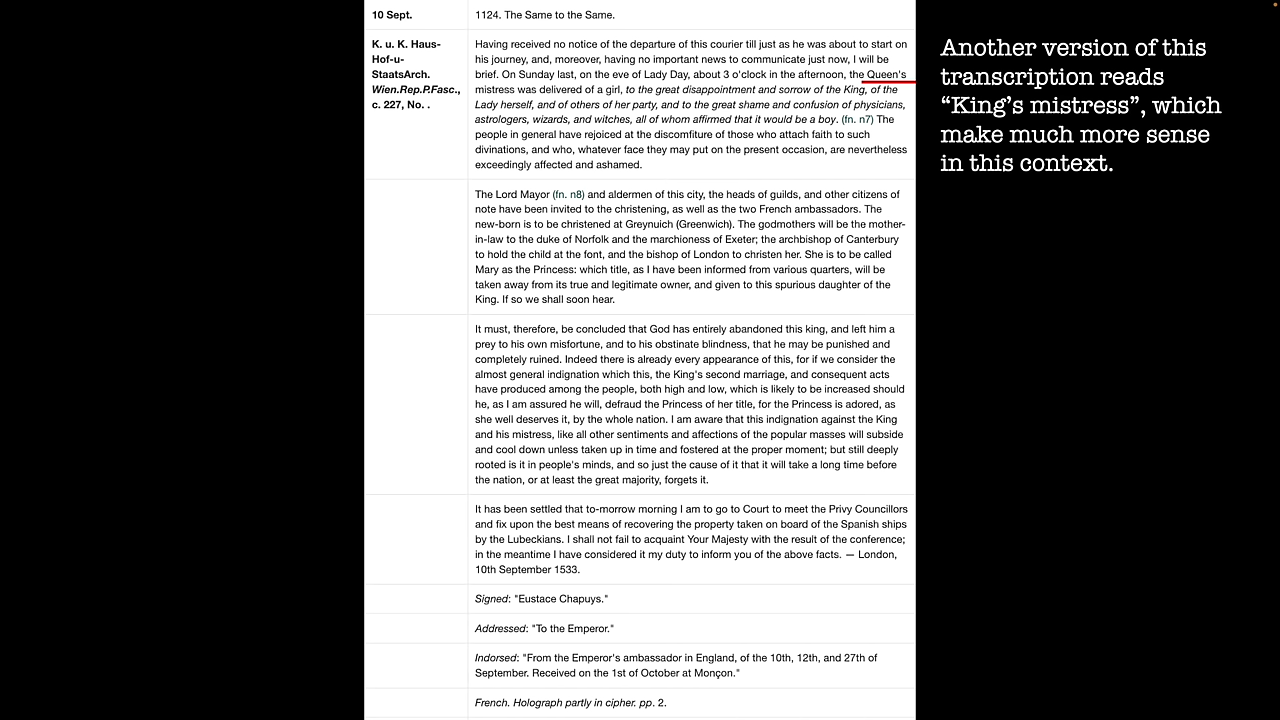 10 Sept.
1124. The Same to the Same.
K. u. K. Haus-
Hof-u-
StaatsArch.
Wien.Rep.P.Fasc.,
c. 227, No. .
Having received no notice of the departure of this courier till just as he was about to start on
his journey, and, moreover, having no important news to communicate just now, I will be
brief. On Sunday last, on the eve of Lady Day, about 3 o'clock in the afternoon, the Queen's
mistress was delivered of a girl, to the great disappointment and sorrow of the King, of the
Lady herself, and of others of her party, and to the great shame and confusion of physicians,
astrologers, wizards, and witches, all of whom affirmed that it would be a boy. (fn. n7) The
people in general have rejoiced at the discomfiture of those who attach faith to such
divinations, and who, whatever face they may put on the present occasion, are nevertheless
exceedingly affected and ashamed.
The Lord Mayor (fn. n8) and aldermen of this city, the heads of guilds, and other citizens of
note have been invited to the christening, as well as the two French ambassadors. The
new-born is to be christened at Greynuich (Greenwich). The godmothers will be the mother-
in-law to the duke of Norfolk and the marchioness of Exeter; the archbishop of Canterbury
to hold the child at the font, and the bishop of London to christen her. She is to be called
Mary as the Princess: which title, as I have been informed from various quarters, will be
taken away from its true and legitimate owner, and given to this spurious daughter of the
King. If so we shall soon hear.
It must, therefore, be concluded that God has entirely abandoned this king, and left him a
prey to his own misfortune, and to his obstinate blindness, that he may be punished and
completely ruined. Indeed there is already every appearance of this, for if we consider the
almost general indignation which this, the King's second marriage, and consequent acts
have produced among the people, both high and low, which is likely to be increased should
he, as I am assured he will, defraud the Princess of her title, for the Princess is adored, as
she well deserves it, by the whole nation. I am aware that this indignation against the King
and his mistress, like all other sentiments and affections of the popular masses will subside
and cool down unless taken up in time and fostered at the proper moment; but still deeply
rooted is it in people's minds, and so just the cause of it that it will take a long time before
the nation, or at least the great majority, forgets it.
It has been settled that to-morrow morning I am to go to Court to meet the Privy Councillors
and fix upon the best means of recovering the property taken on board of the Spanish ships
by the Lubeckians. I shall not fail to acquaint Your Majesty with the result of the conference;
in the meantime I have considered it my duty to inform you of the above facts. — London,
10th September 1533.
Signed: "Eustace Chapuys."
Addressed: "To the Emperor."
Indorsed: "From the Emperor's ambassador in England, of the 10th, 12th, and 27th of
September. Received on the 1st of October at Monçon."
French. Holograph partly in cipher. pp. 2.
Another version of this
transcription reads
“King’s mistress”, which
make much more sense
in this context.